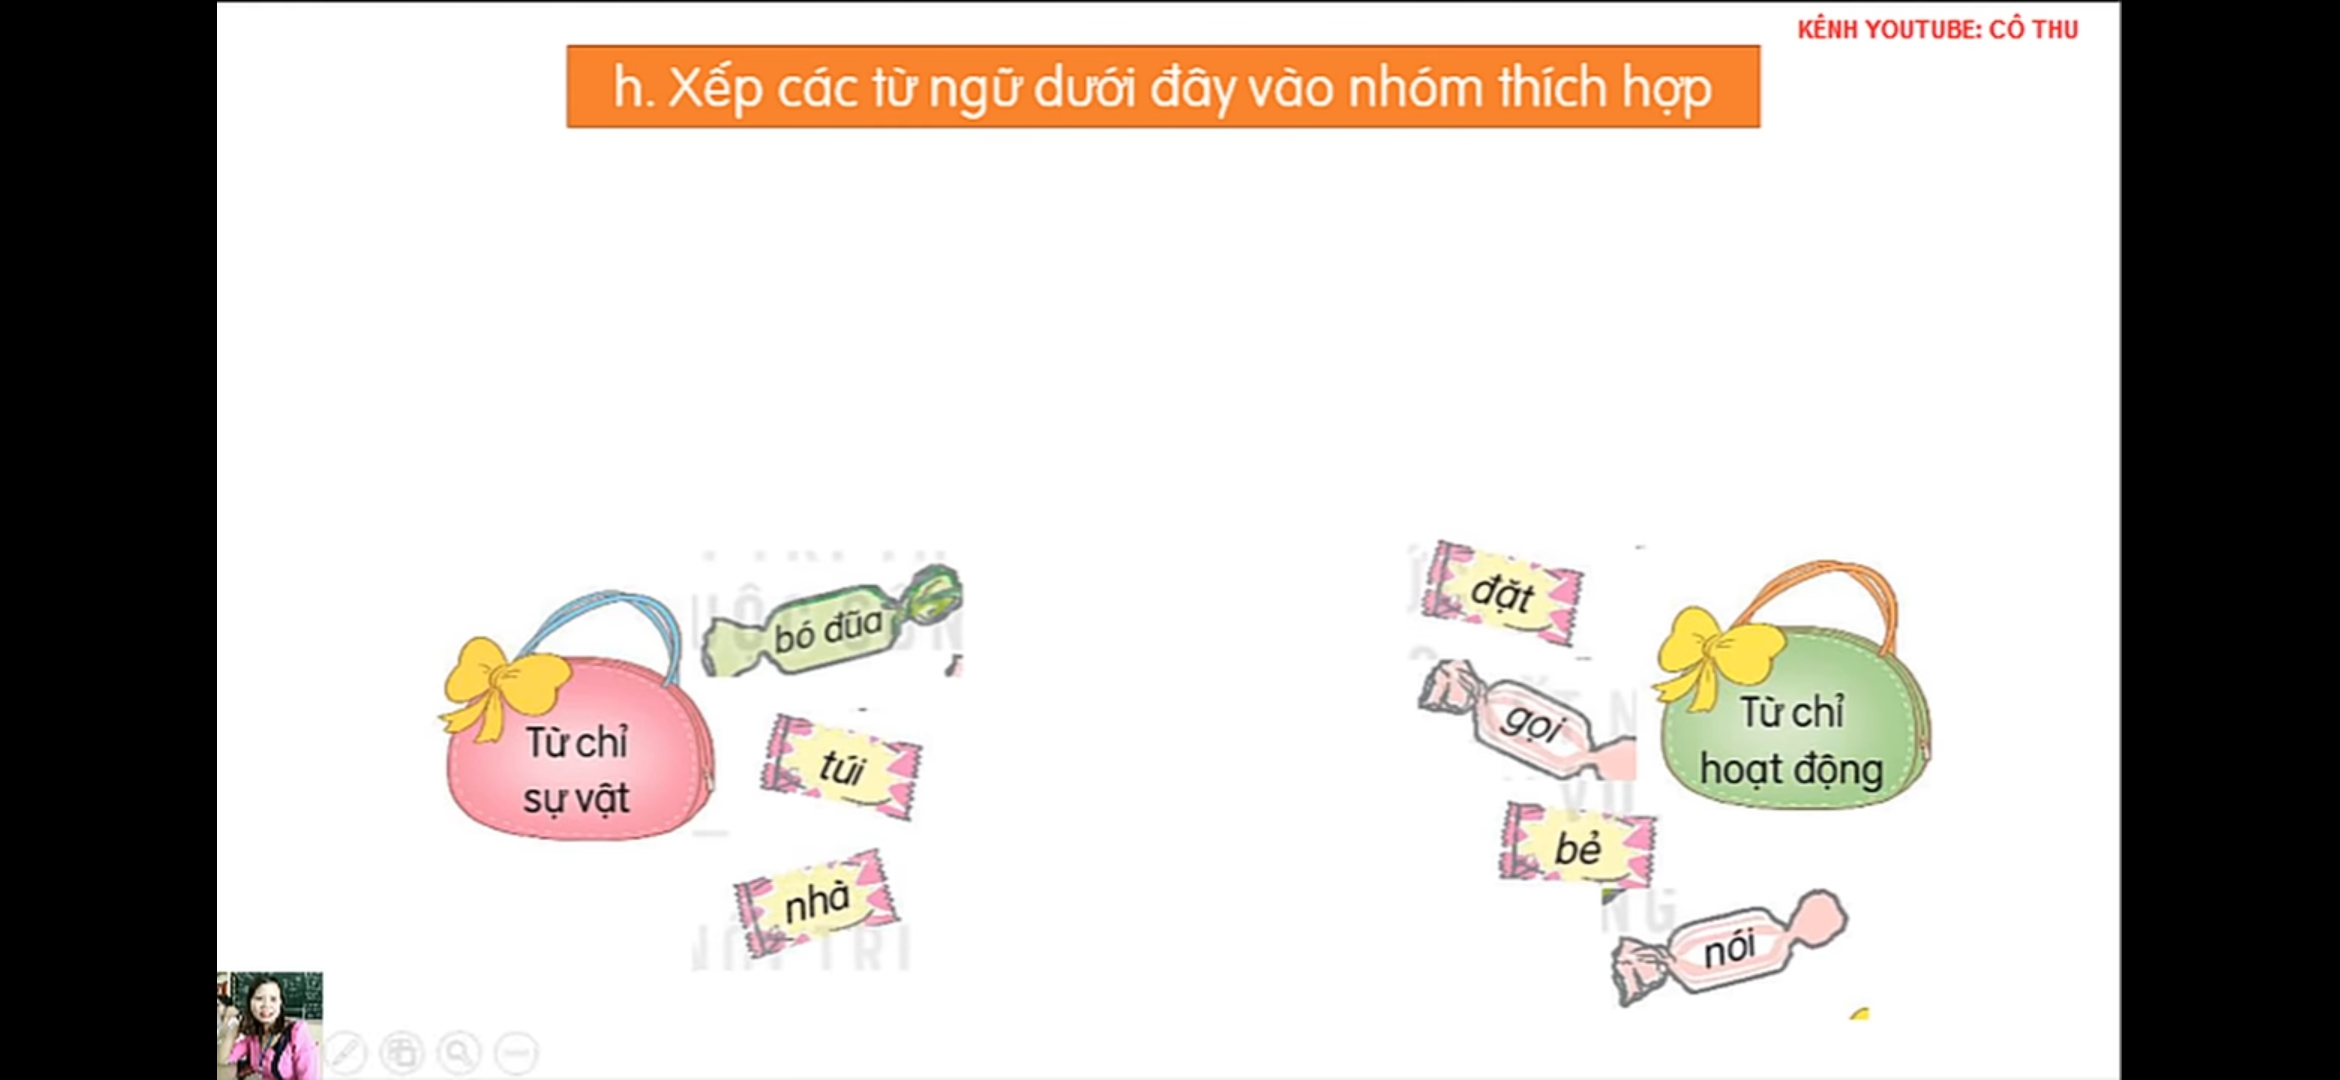 KÊNH YOUTUBE: CÔ THU
h. Xếp các từ ngữ dưới đây vào nhóm thích hợp
bó đũa
Từ chỉ
sự vật
túi
nhà
đặt
gọi
Từ chỉ
hoạt động
bẻ
nói